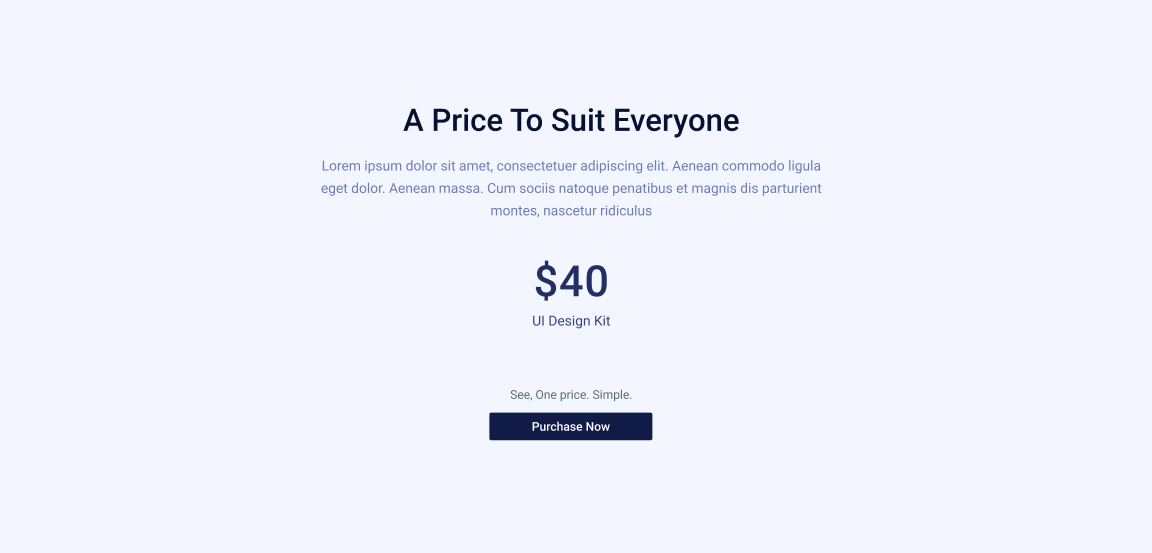 A Price To Suit Everyone
Lorem ipsum dolor sit amet, consectetuer adipiscing elit. Aenean commodo ligula
eget dolor. Aenean massa. Cum sociis natoque penatibus et magnis dis parturient
montes, nascetur ridiculus
$40
UI Design Kit
See, One price. Simple.
Purchase Now